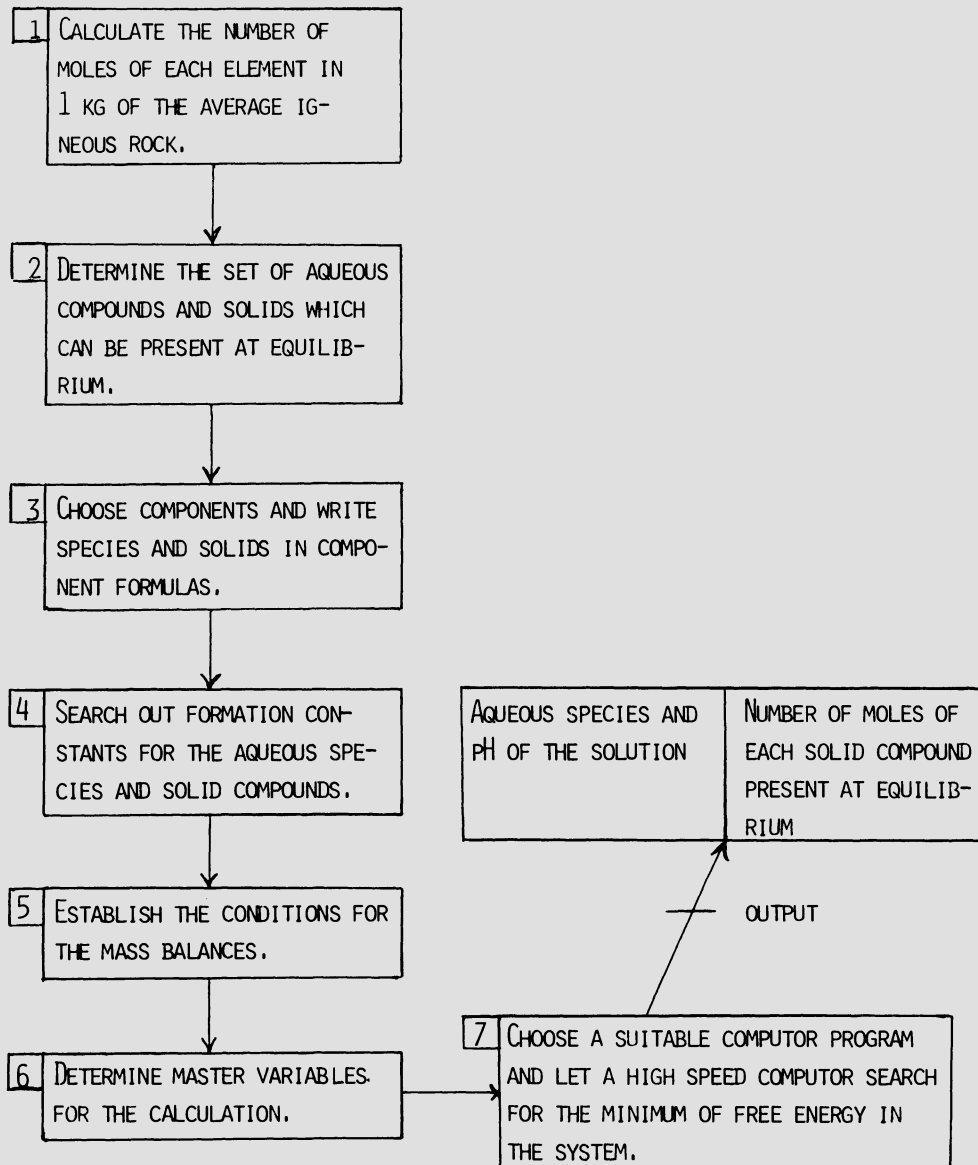 1 CALCULATE THE NUMBER OF
MOLES OF EACH ELEMENT IN
1 KG OF THE AVERAGE IG-
NEOUS ROCK.
2 DETERMINE THE SET OF AQUEOUS
COMPOUNDS AND SOLIDS WHICH
CAN BE PRESENT AT EQUILIB-
RIUM.
3 CHOOSE COMPONENTS AND WRITE
SPECIES AND SOLIDS IN COMPO-
NENT FORMULAS.
4 SEARCH OUT FORMATION CON-
STANTS FOR THE AQUEOUS SPE-
CIES AND SOLID COMPOUNDS.
5 ESTABLISH THE CONDITIONS FOR
THE MASS BALANCES.
6 DETERMINE MASTER VARIABLES.
FOR THE CALCULATION.
7 CHOOSE A SUITABLE COMPUTOR PROGRAM
AND LET A HIGH SPEED COMPUTOR SEARCH
FOR THE MINIMUM OF FREE ENERGY IN
THE SYSTEM.
OUTPUT
AQUEOUS SPECIES AND
pH OF THE SOLUTION
NUMBER OF MOLES OF
EACH SOLID COMPOUND
PRESENT AT EQUILIB-
RIUM